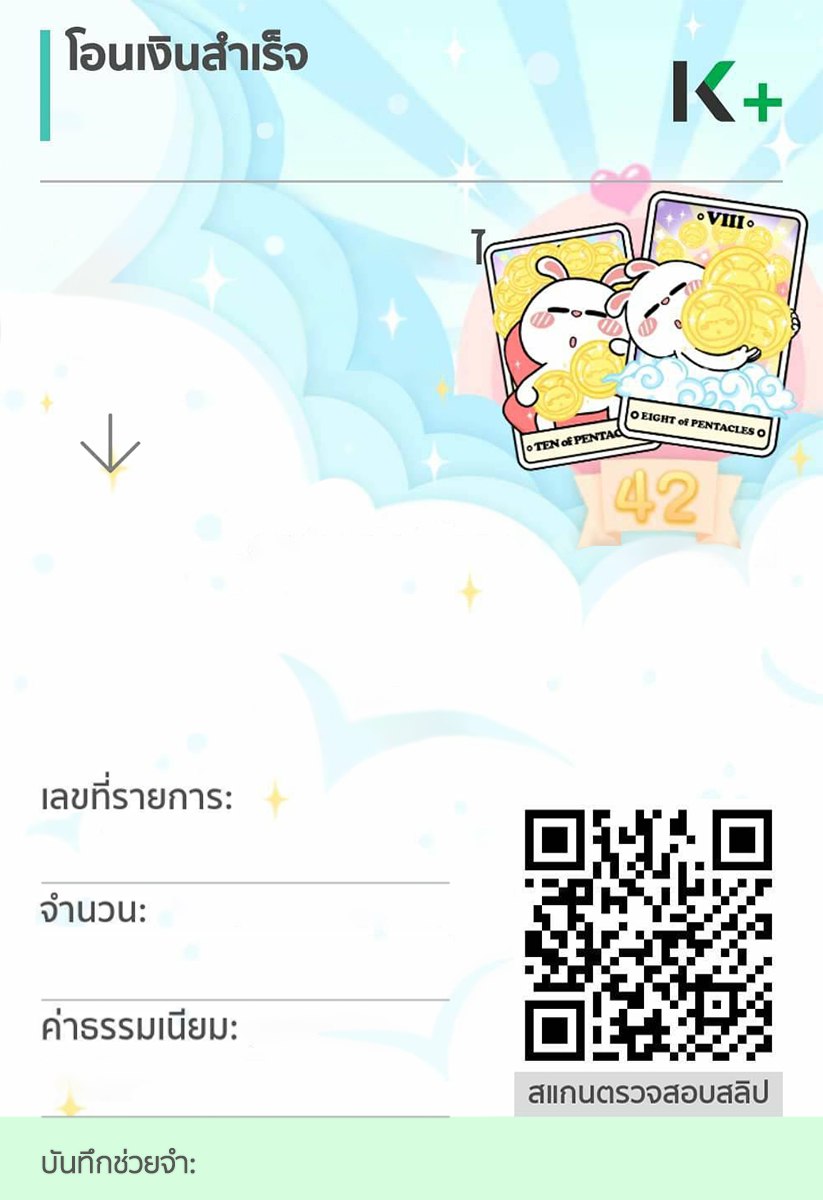 โอนเงินสำเร็จ
K+
ไ
VIII
TEN of PENTAC
EIGHT of PENTACLES
42
เลขที่รายการ:
จำนวน:
ค่าธรรมเนียม:
สแกนตรวจสอบสลิป
บันทึกช่วยจำ: